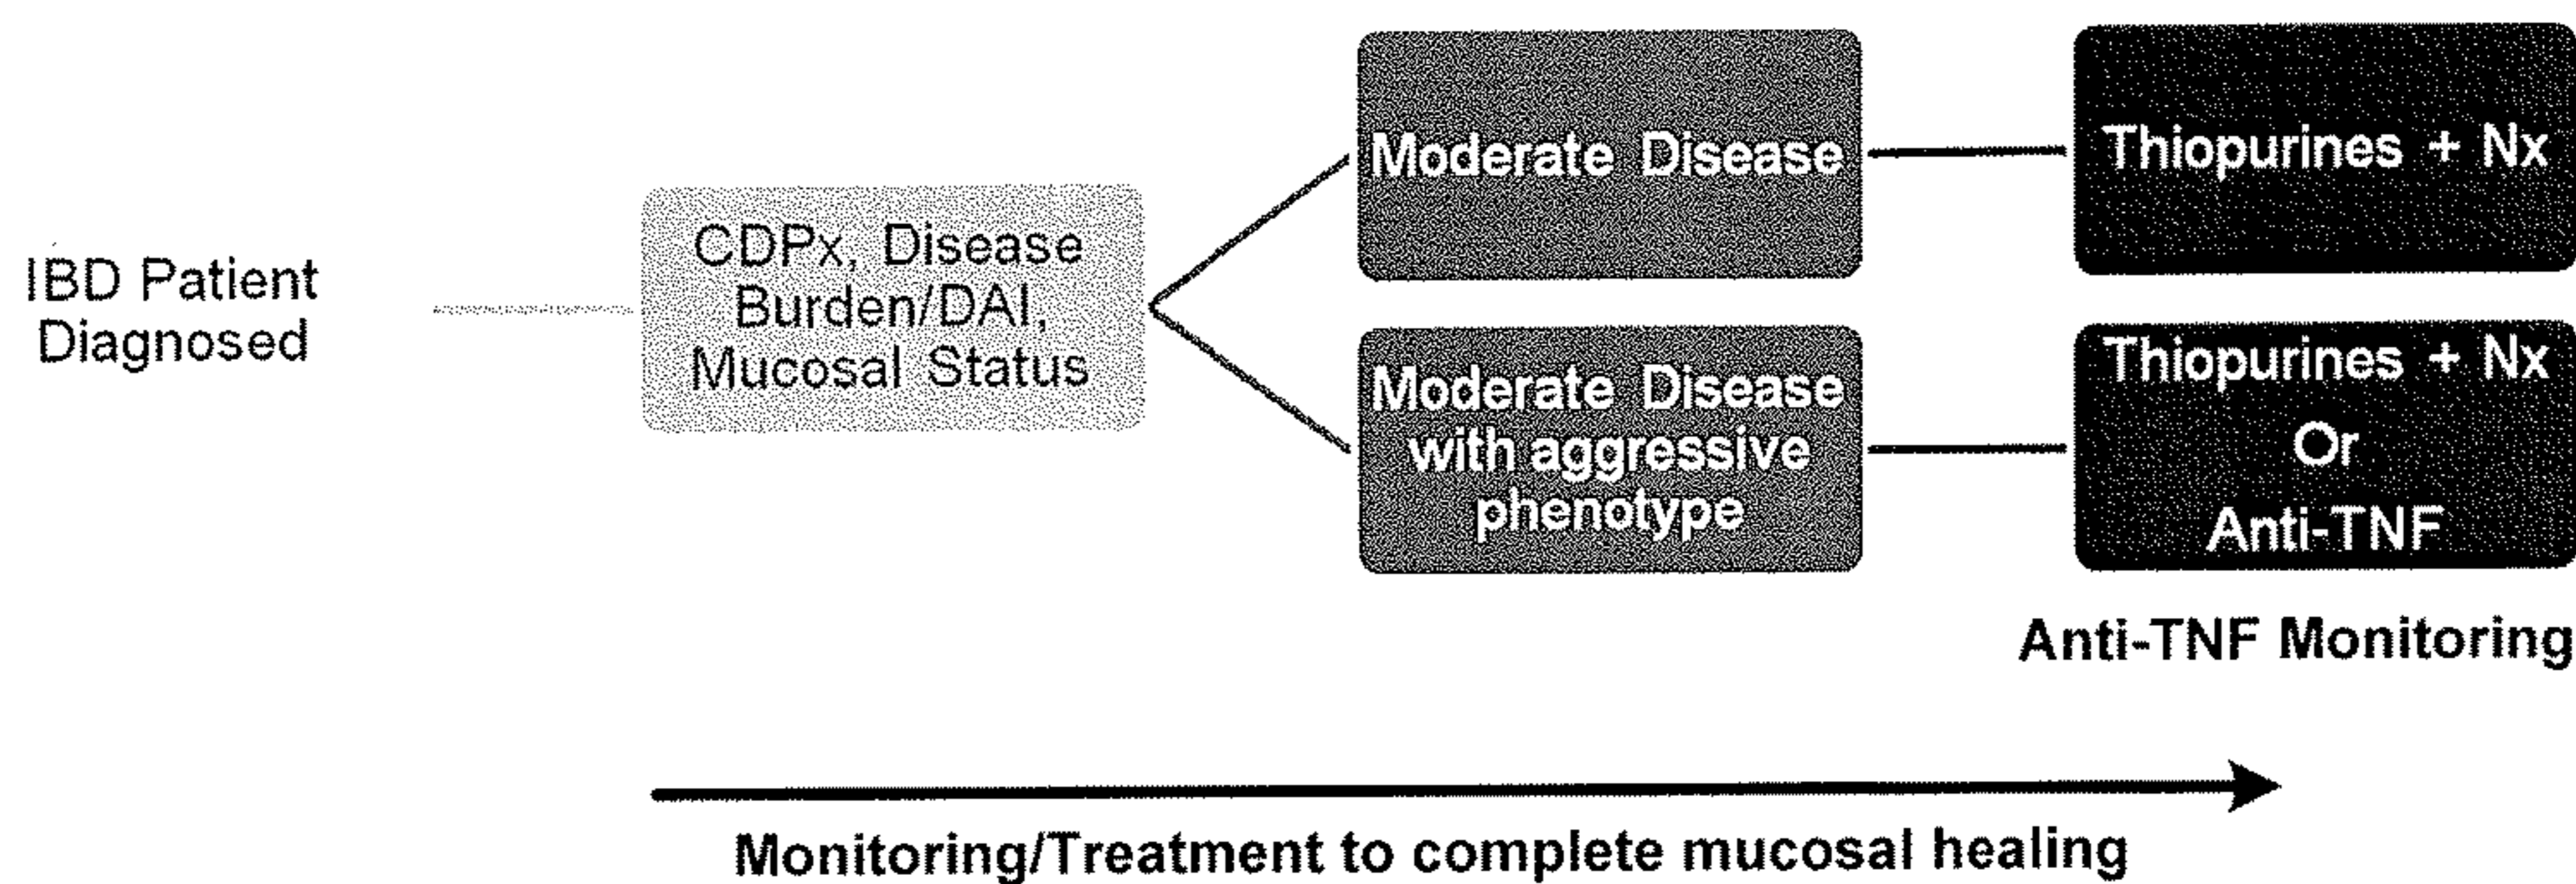 IBD Patient
Diagnosed
CDPx, Disease
Burden/DAI,
Mucosal Status
Moderate Disease
Thiopurines + Nx
Moderate Disease
with aggressive
phenotype
Thiopurines + Nx
Or
Anti-TNF
Anti-TNF Monitoring
Monitoring/Treatment to complete mucosal healing